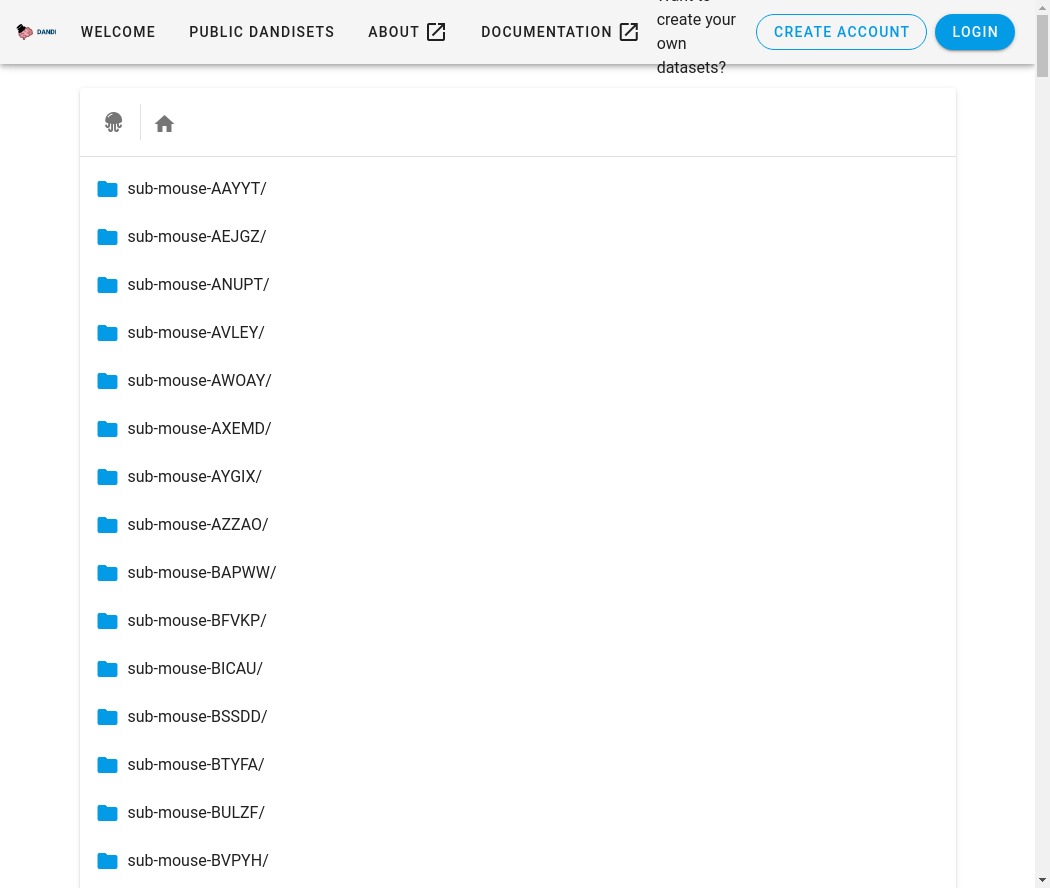 DANDI
WELCOME
PUBLIC DANDISETS
ABOUT
DOCUMENTATION
Want to
create your
own
datasets?
CREATE ACCOUNT
LOGIN
sub-mouse-AAYYT/
sub-mouse-AEJGZ/
sub-mouse-ANUPT/
sub-mouse-AVLEY/
sub-mouse-AWOAY/
sub-mouse-AXEMD/
sub-mouse-AYGIX/
sub-mouse-AZZAO/
sub-mouse-BAPWW/
sub-mouse-BFVKP/
sub-mouse-BICAU/
sub-mouse-BSSDD/
sub-mouse-BTYFA/
sub-mouse-BULZF/
sub-mouse-BVPYH/